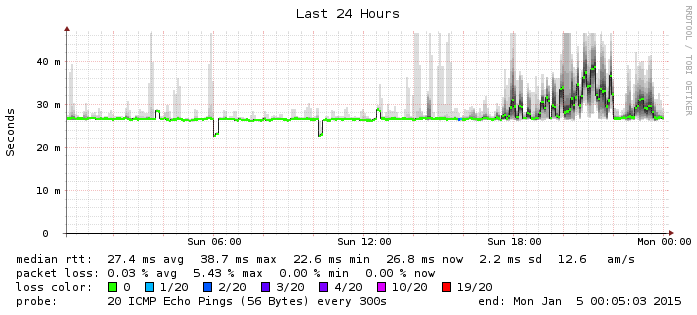 Last 24 Hours
RRDTOOL / TOBI OETIKER
Seconds
40 m
30 m
20 m
10 m
0
Sun 06:00 Sun 12:00 Sun 18:00 Mon 00:00
median rtt: 27.4 ms avg 38.7 ms max 22.6 ms min 26.8 ms now 2.2 ms sd 12.6 am/s
packet loss: 0.03 % avg 5.43 % max 0.00 % min 0.00 % now
loss color: 0 1/20 2/20 3/20 4/20 10/20 19/20
probe: 20 ICMP Echo Pings (56 Bytes) every 300s end: Mon Jan 5 00:05:03 2015